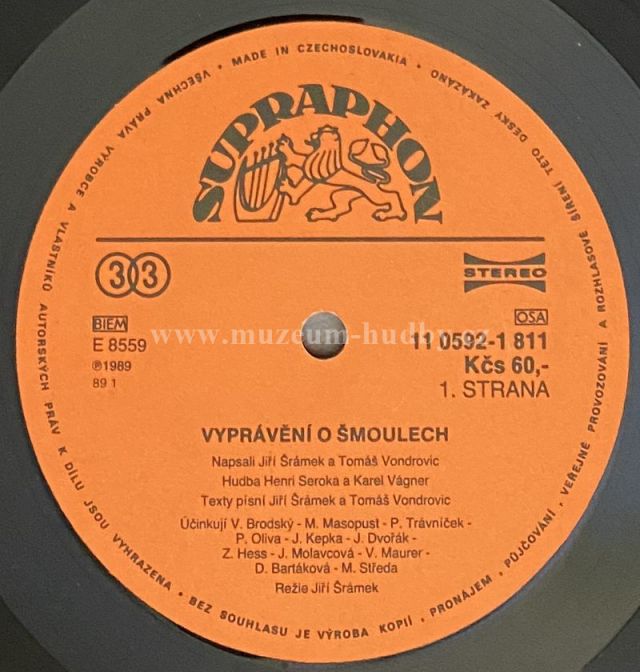 VŠECHNA PRÁVA VÝROBCE A VLASTNÍKŮ AUTORSKÝCH PRÁV K DÍLU JSOU VYHRAZENA • BEZ SOUHLASU JE VÝROBA KOPIÍ, PRONÁJEM, PŮJČOVÁNÍ, VEŘEJNÉ PROVOZOVÁNÍ A ROZHLASOVÉ ŠÍŘENÍ TÉTO DESKY ZAKÁZÁNO • MADE IN CZECHOSLOVAKIA •
SUPRAPHON
33
STEREO
BIEM
OSA
www.muzeum-hudby.cz
E 8559
11 0592-1 811
℗1989
Kčs 60,-
89 1
1. STRANA
VYPRÁVĚNÍ O ŠMOULECH
Napsali Jiří Šrámek a Tomáš Vondrovic
Hudba Henri Seroka a Karel Vágner
Texty písní Jiří Šrámek a Tomáš Vondrovic
Účinkují V. Brodský - M. Masopust - P. Trávníček -
P. Oliva - J. Kepka - J. Dvořák -
Z. Hess - J. Molavcová - V. Maurer -
D. Bartáková - M. Středa
Režie Jiří Šrámek